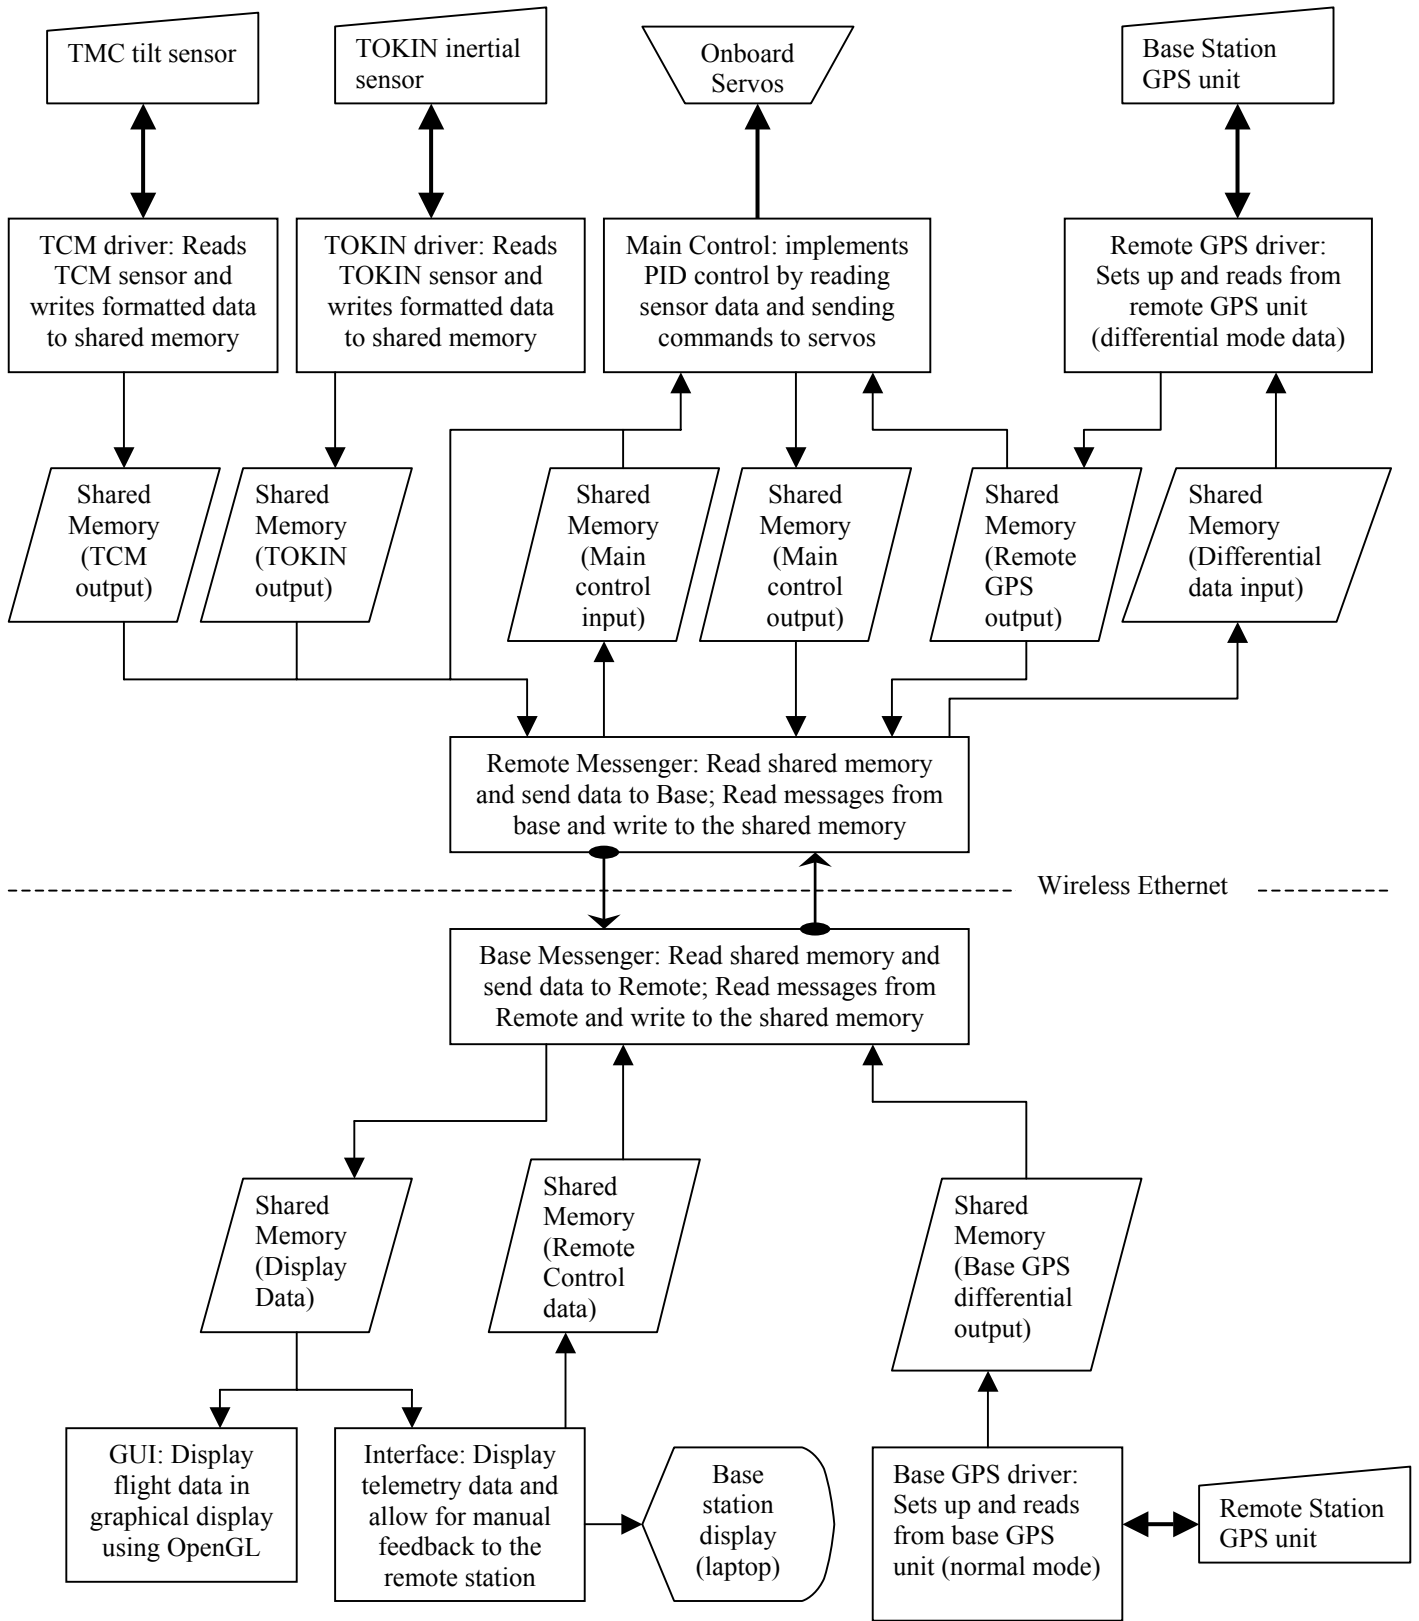 TMC tilt sensor
TOKIN inertial
sensor
Onboard
Servos
Base Station
GPS unit
TCM driver: Reads
TCM sensor and
writes formatted data
to shared memory
TOKIN driver: Reads
TOKIN sensor and
writes formatted data
to shared memory
Main Control: implements
PID control by reading
sensor data and sending
commands to servos
Remote GPS driver:
Sets up and reads from
remote GPS unit
(differential mode data)
Shared
Memory
(TCM
output)
Shared
Memory
(TOKIN
output)
Shared
Memory
(Main
control
input)
Shared
Memory
(Main
control
output)
Shared
Memory
(Remote
GPS
output)
Shared
Memory
(Differential
data input)
Remote Messenger: Read shared memory
and send data to Base; Read messages from
base and write to the shared memory
Wireless Ethernet
Base Messenger: Read shared memory and
send data to Remote; Read messages from
Remote and write to the shared memory
Shared
Memory
(Display
Data)
Shared
Memory
(Remote
Control
data)
Shared
Memory
(Base GPS
differential
output)
GUI: Display
flight data in
graphical display
using OpenGL
Interface: Display
telemetry data and
allow for manual
feedback to the
remote station
Base
station
display
(laptop)
Base GPS driver:
Sets up and reads
from base GPS
unit (normal mode)
Remote Station
GPS unit